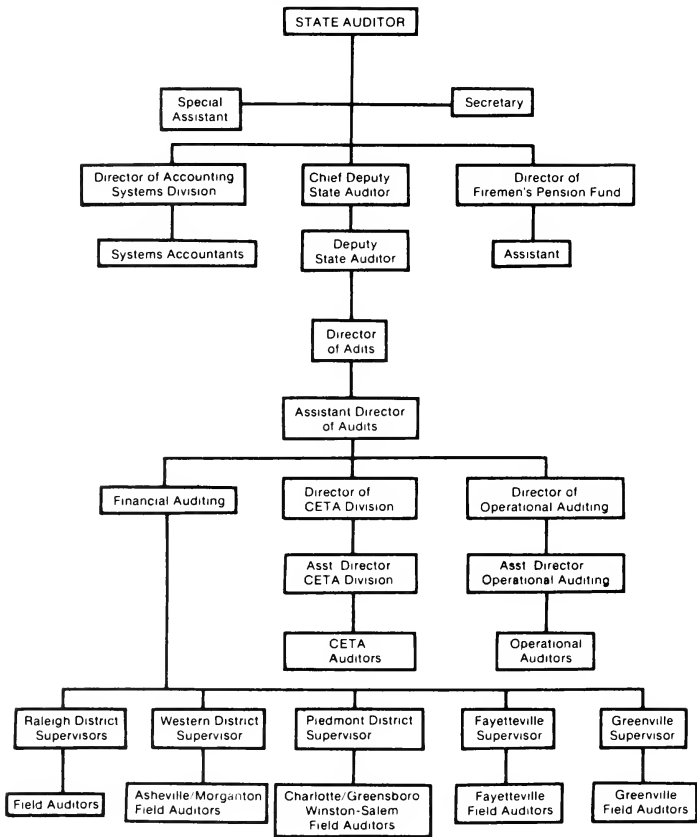 STATE AUDITOR
Special
Assistant
Secretary
Director of Accounting
Systems Division
Chief Deputy
State Auditor
Director of
Firemen's Pension Fund
Systems Accountants
Deputy
State Auditor
Assistant
Director
of Adits
Assistant Director
of Audits
Financial Auditing
Director of
CETA Division
Director of
Operational Auditing
Asst Director
CETA Division
Asst Director
Operational Auditing
CETA
Auditors
Operational
Auditors
Raleigh District
Supervisors
Western District
Supervisor
Piedmont District
Supervisor
Fayetteville
Supervisor
Greenville
Supervisor
Field Auditors
Asheville/Morganton
Field Auditors
Charlotte/Greensboro
Winston-Salem
Field Auditors
Fayetteville
Field Auditors
Greenville
Field Auditors